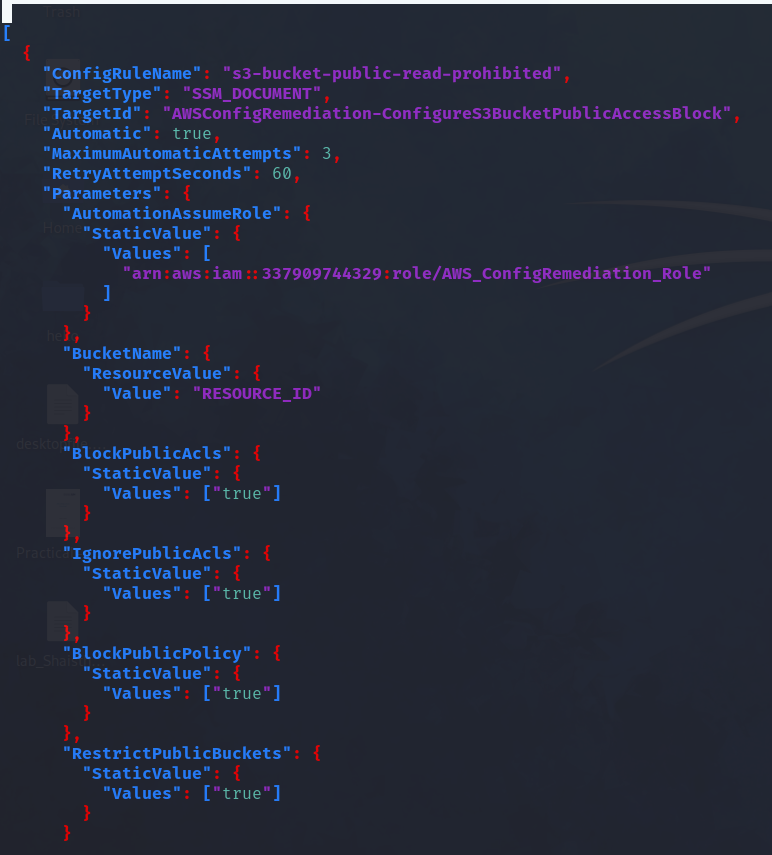 Trash
[
  {
    "ConfigRuleName": "s3-bucket-public-read-prohibited",
    "TargetType": "SSM_DOCUMENT",
    "TargetId": "AWSConfigRemediation-ConfigureS3BucketPublicAccessBlock",
    "Automatic": true,
    "MaximumAutomaticAttempts": 3,
    "RetryAttemptSeconds": 60,
    "Parameters": {
      "AutomationAssumeRole": {
        "StaticValue": {
          "Values": [
            "arn:aws:iam::337909744329:role/AWS_ConfigRemediation_Role"
          ]
        }
      },
      "BucketName": {
        "ResourceValue": {
          "Value": "RESOURCE_ID"
        }
      },
      "BlockPublicAcls": {
        "StaticValue": {
          "Values": ["true"]
        }
      },
      "IgnorePublicAcls": {
        "StaticValue": {
          "Values": ["true"]
        }
      },
      "BlockPublicPolicy": {
        "StaticValue": {
          "Values": ["true"]
        }
      },
      "RestrictPublicBuckets": {
        "StaticValue": {
          "Values": ["true"]
        }
      }
Home